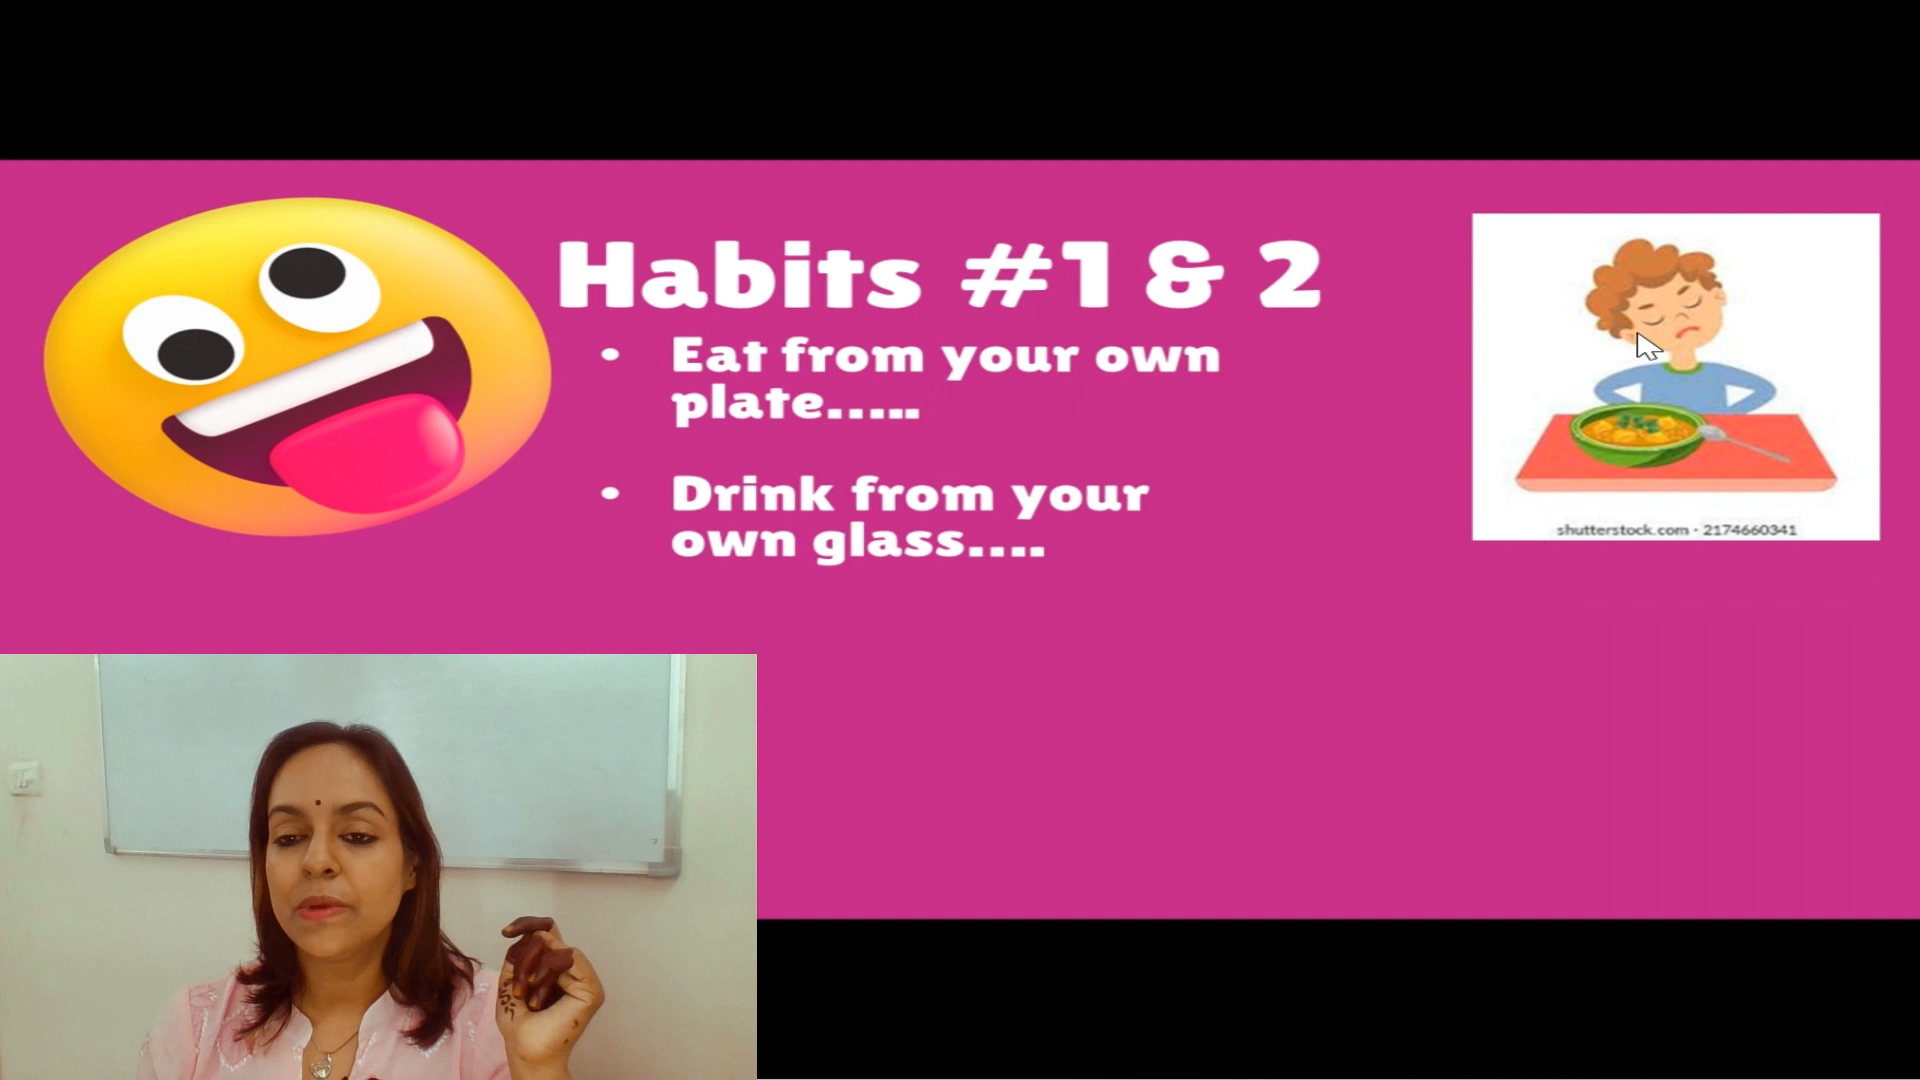 Habits #1 & 2
• Eat from your own
plate.....
• Drink from your
own glass....
shutterstock.com · 2174660341